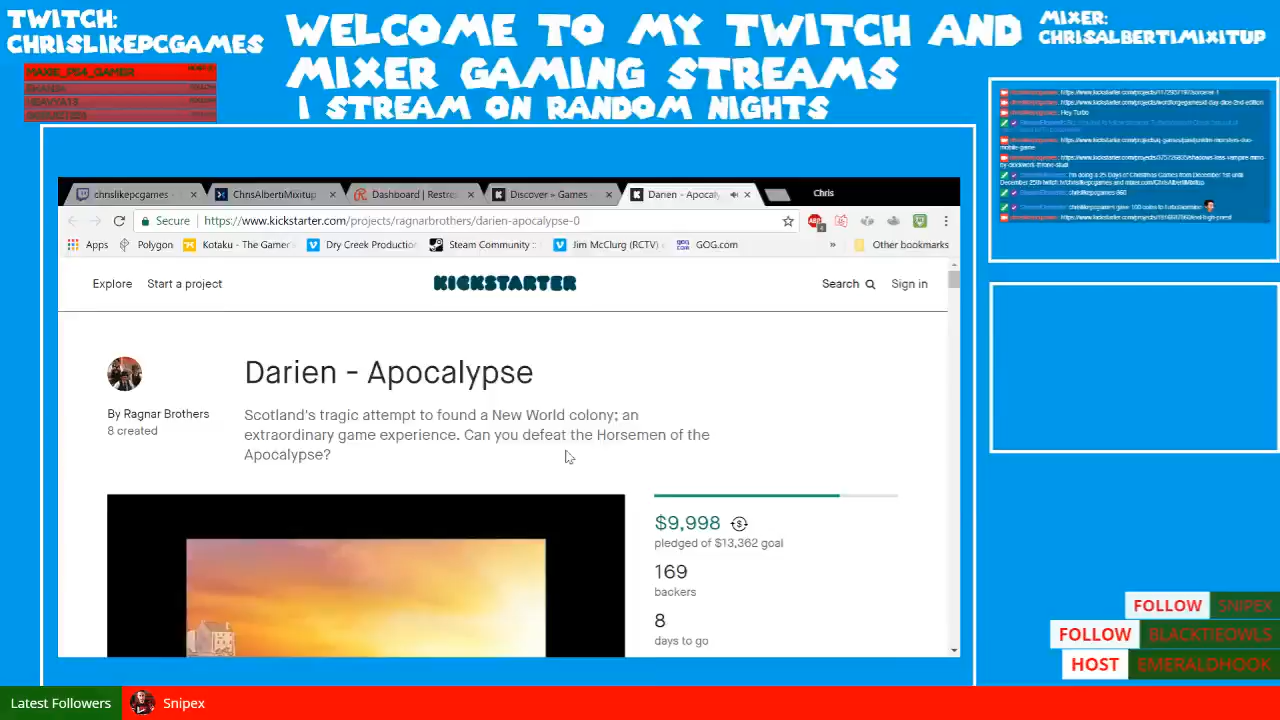 TWITCH:
CHRISLIKEPCGAMES
WELCOME TO MY TWITCH AND
MIXER GAMING STREAMS
I STREAM ON RANDOM NIGHTS
MIXER:
CHRISALBERTIMIXITUP
MAXIE_PS4_GAMER
Hey Turbo
chrislikepcgames - ChrisAlbertiMixitup Dashboard | Restre Discover » Games Darien - Apocaly Chris
Secure https://www.kickstarter.com/projects/ragnarbrothers/darien-apocalypse-0
Apps Polygon Kotaku - The Gamer' Dry Creek Production Steam Community :: Jim McClurg (RCTV) GOG.com » Other bookmarks
Explore Start a project KICKSTARTER Search Sign in
Darien - Apocalypse
By Ragnar Brothers
8 created
Scotland's tragic attempt to found a New World colony; an
extraordinary game experience. Can you defeat the Horsemen of the
Apocalypse?
$9,998
pledged of $13,362 goal
169
backers
8
days to go
FOLLOW SNIPEX
FOLLOW BLACKTIEOWLS
HOST EMERALDHOOK
Latest Followers Snipex